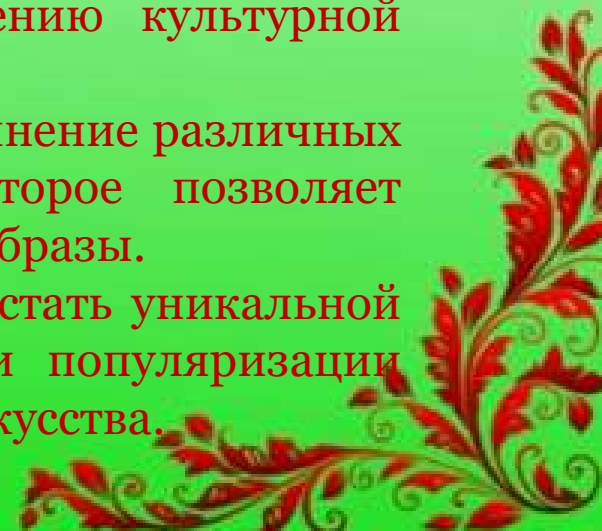 ению культурной
нение различных
торое позволяет
бразы.
стать уникальной
и популяризации
кусства.